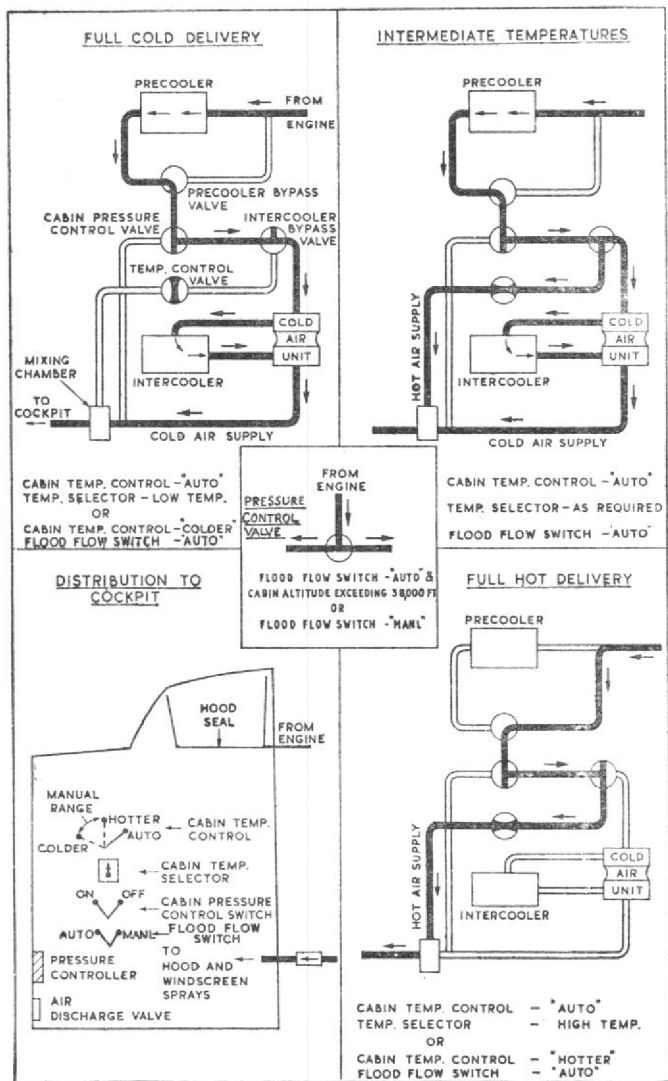 FULL COLD DELIVERY
PRECOOLER
FROM
ENGINE
PRECOOLER BYPASS
VALVE
CABIN PRESSURE
CONTROL VALVE
INTERCOOLER
BYPASS
VALVE
TEMP. CONTROL
VALVE
COLD
AIR
UNIT
INTERCOOLER
MIXING
CHAMBER
TO
COCKPIT
COLD AIR SUPPLY
CABIN TEMP. CONTROL -"AUTO"
TEMP. SELECTOR - LOW TEMP.
OR
CABIN TEMP. CONTROL -"COLDER"
FLOOD FLOW SWITCH -"AUTO"
INTERMEDIATE TEMPERATURES
PRECOOLER
HOT AIR SUPPLY
COLD
AIR
UNIT
INTERCOOLER
COLD AIR SUPPLY
CABIN TEMP. CONTROL -"AUTO"
TEMP. SELECTOR - AS REQUIRED
FLOOD FLOW SWITCH -"AUTO"
FROM
ENGINE
PRESSURE
CONTROL
VALVE
FLOOD FLOW SWITCH -"AUTO" &
CABIN ALTITUDE EXCEEDING 38,000 FT
OR
FLOOD FLOW SWITCH -"MANL"
DISTRIBUTION TO
COCKPIT
HOOD
SEAL
FROM
ENGINE
MANUAL
RANGE
HOTTER
AUTO
COLDER
CABIN TEMP.
CONTROL
CABIN TEMP.
SELECTOR
ON OFF
CABIN PRESSURE
CONTROL SWITCH
FLOOD FLOW
SWITCH
AUTO MANL
PRESSURE
CONTROLLER
TO
HOOD AND
WINDSCREEN
SPRAYS
AIR
DISCHARGE VALVE
FULL HOT DELIVERY
PRECOOLER
HOT AIR SUPPLY
COLD
AIR
UNIT
INTERCOOLER
CABIN TEMP. CONTROL - "AUTO"
TEMP. SELECTOR - HIGH TEMP.
OR
CABIN TEMP. CONTROL - "HOTTER"
FLOOD FLOW SWITCH - "AUTO"